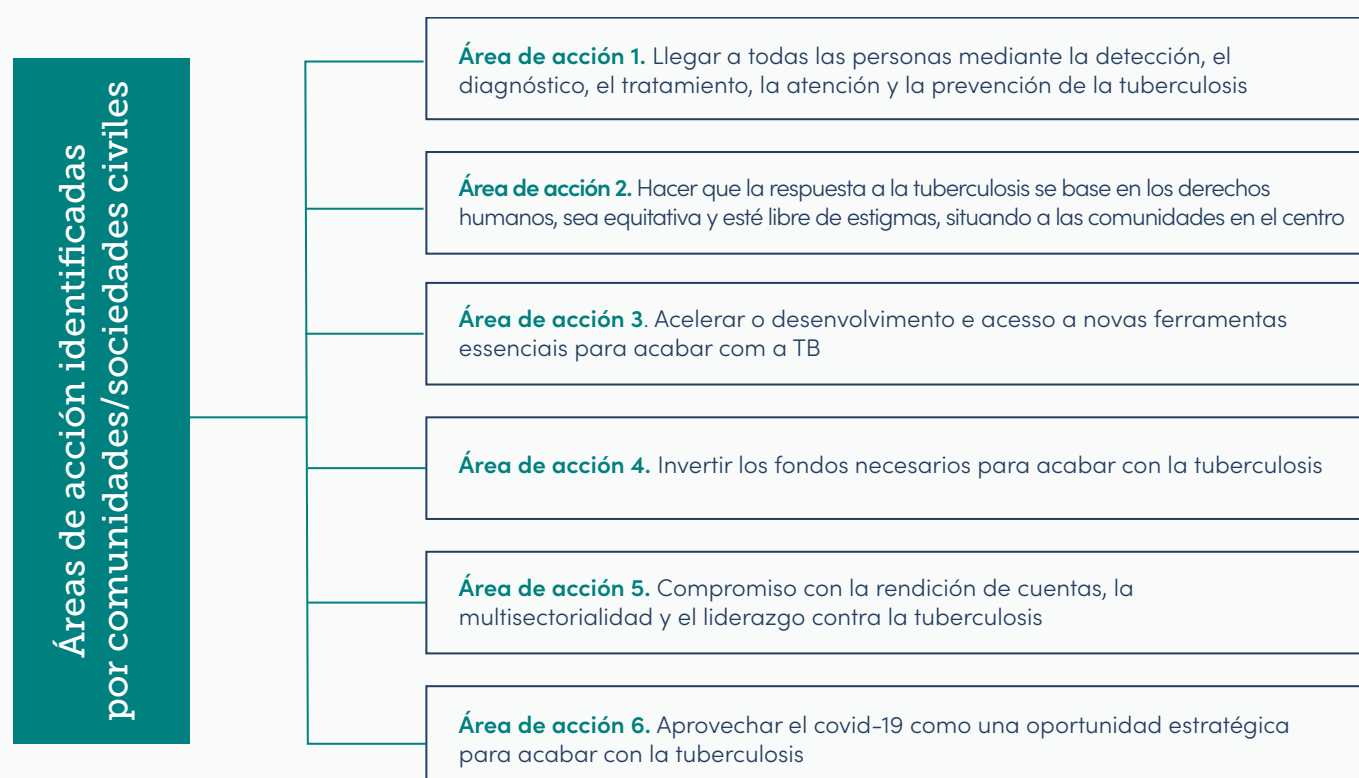 Áreas de acción identificadas
por comunidades/sociedades civiles
Área de acción 1. Llegar a todas las personas mediante la detección, el
diagnóstico, el tratamiento, la atención y la prevención de la tuberculosis
Área de acción 2. Hacer que la respuesta a la tuberculosis se base en los derechos
humanos, sea equitativa y esté libre de estigmas, situando a las comunidades en el centro
Área de acción 3. Acelerar o desenvolvimento e acesso a novas ferramentas
essenciais para acabar com a TB
Área de acción 4. Invertir los fondos necesarios para acabar con la tuberculosis
Área de acción 5. Compromiso con la rendición de cuentas, la
multisectorialidad y el liderazgo contra la tuberculosis
Área de acción 6. Aprovechar el covid-19 como una oportunidad estratégica
para acabar con la tuberculosis